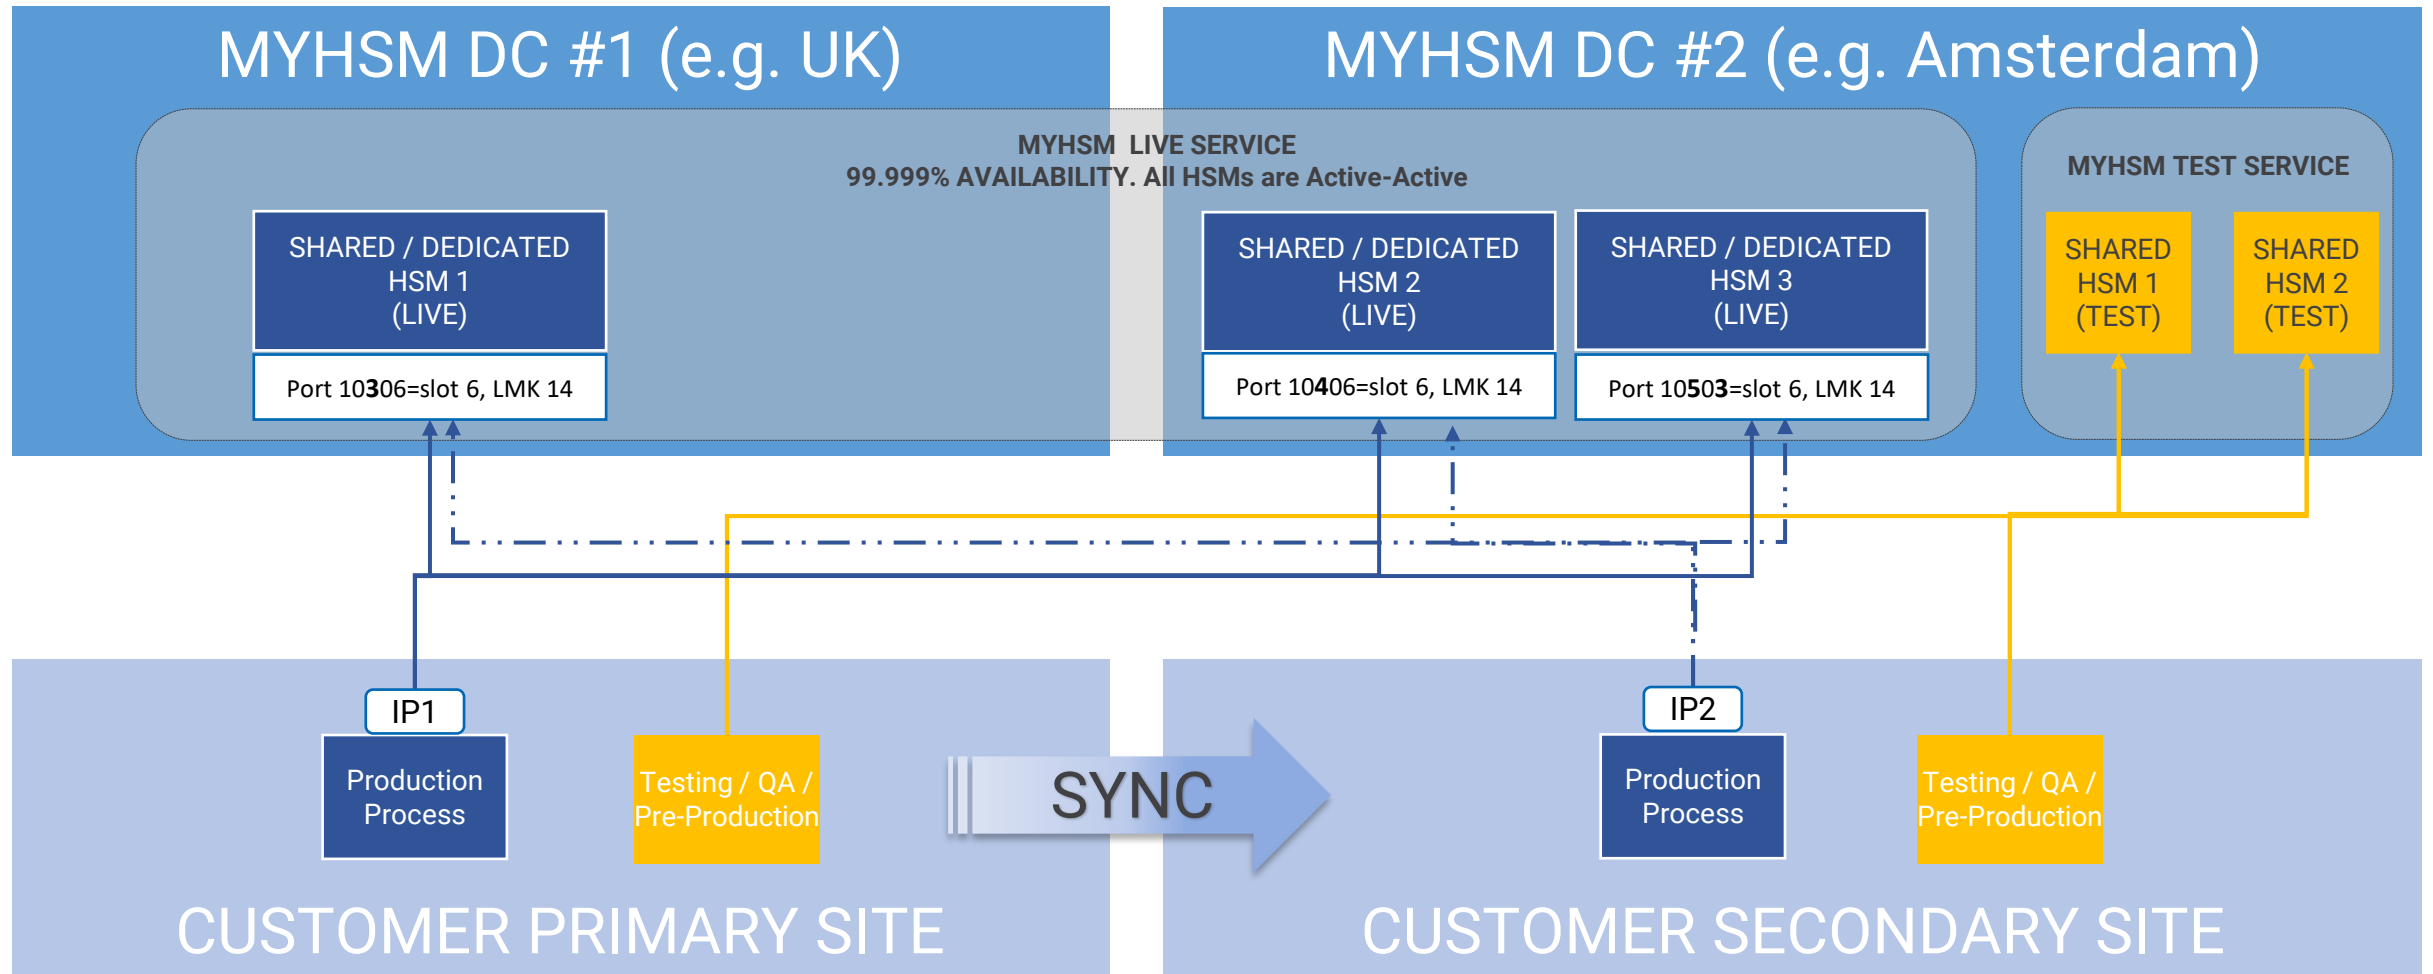 MYHSM DC #1 (e.g. UK)
MYHSM DC #2 (e.g. Amsterdam)
MYHSM LIVE SERVICE
99.999% AVAILABILITY. All HSMs are Active-Active
MYHSM TEST SERVICE
SHARED / DEDICATED
HSM 1
(LIVE)
Port 10306=slot 6, LMK 14
SHARED / DEDICATED
HSM 2
(LIVE)
Port 10406=slot 6, LMK 14
SHARED / DEDICATED
HSM 3
(LIVE)
Port 10503=slot 6, LMK 14
SHARED
HSM 1
(TEST)
SHARED
HSM 2
(TEST)
IP1
Production
Process
Testing / QA /
Pre-Production
SYNC
IP2
Production
Process
Testing / QA /
Pre-Production
CUSTOMER PRIMARY SITE
CUSTOMER SECONDARY SITE